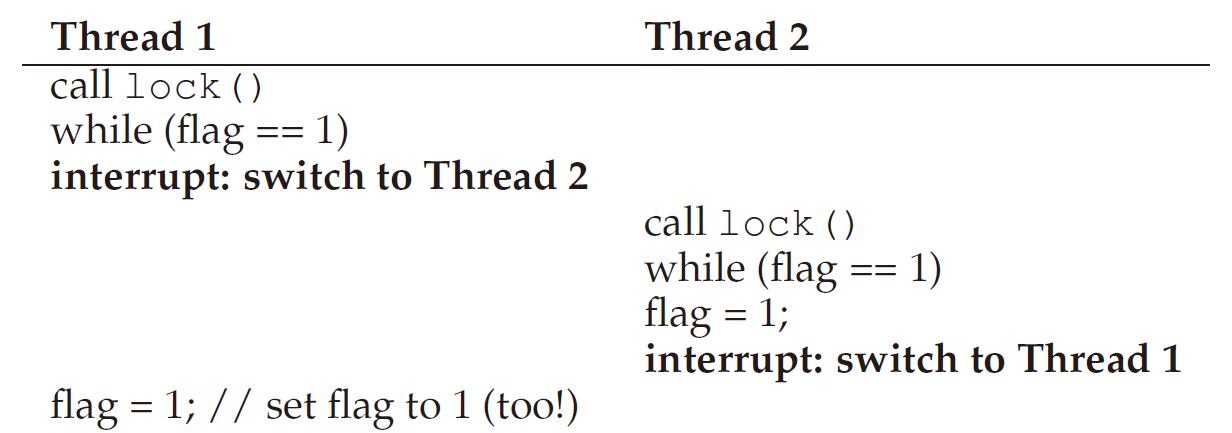 Thread 1 Thread 2
call lock()
while (flag == 1)
interrupt: switch to Thread 2
call lock()
while (flag == 1)
flag = 1;
interrupt: switch to Thread 1
flag = 1; // set flag to 1 (too!)